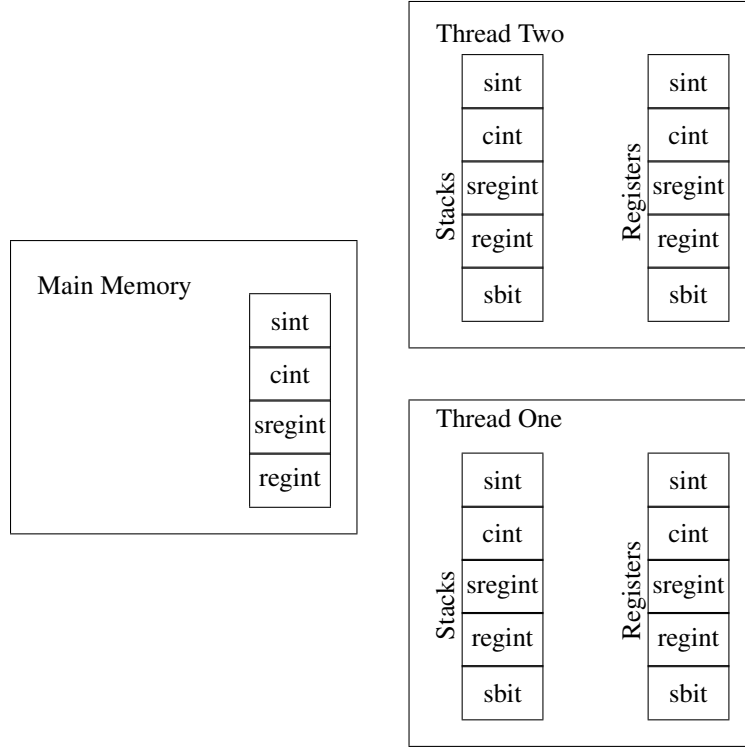 Main Memory
sint
cint
sregint
regint
Thread Two
Stacks
sint
cint
sregint
regint
sbit
Registers
sint
cint
sregint
regint
sbit
Thread One
Stacks
sint
cint
sregint
regint
sbit
Registers
sint
cint
sregint
regint
sbit